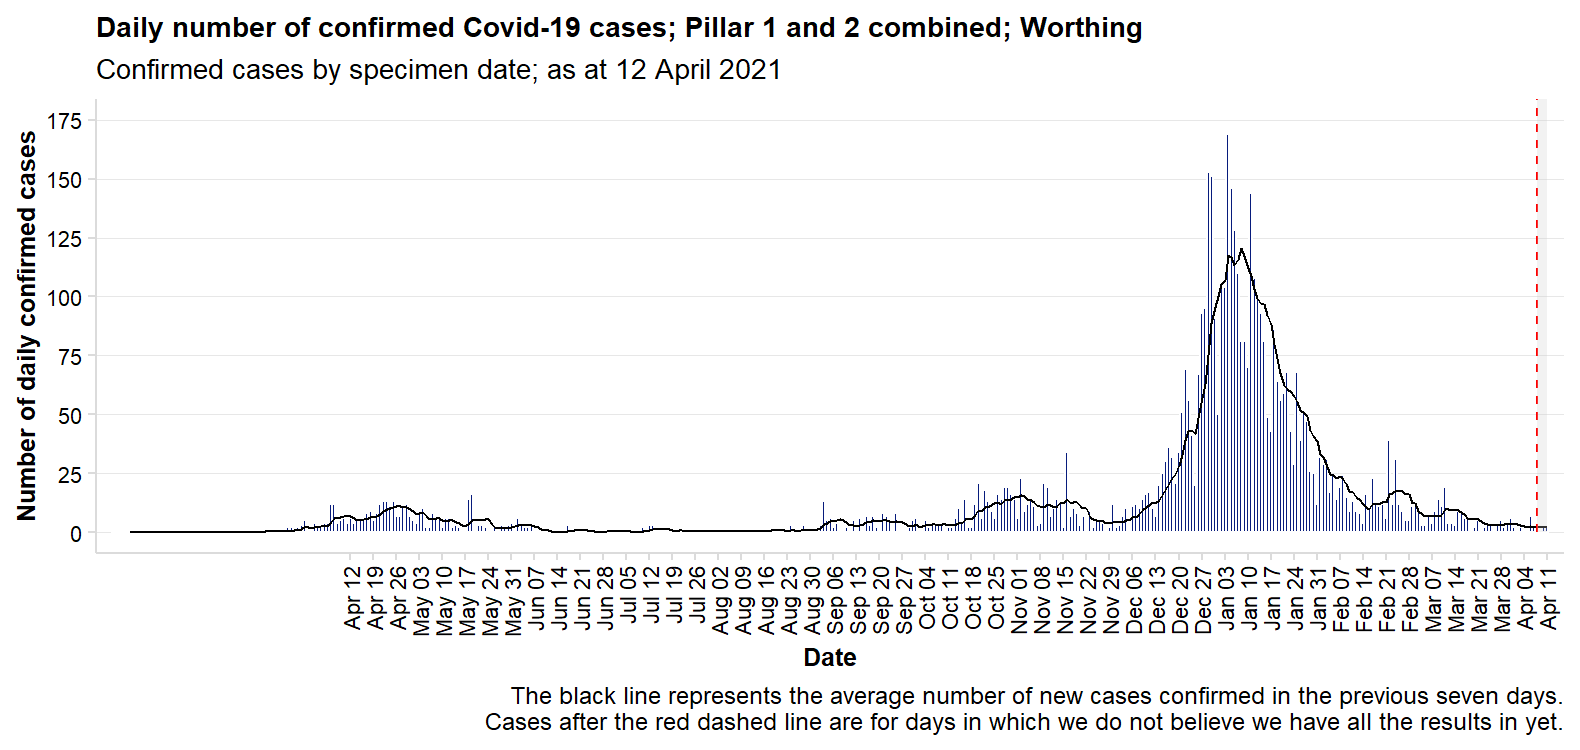 Daily number of confirmed Covid-19 cases; Pillar 1 and 2 combined; Worthing
Confirmed cases by specimen date; as at 12 April 2021
Number of daily confirmed cases
175
150
125
100
75
50
25
0
Apr 12
Apr 19
Apr 26
May 03
May 10
May 17
May 24
May 31
Jun 07
Jun 14
Jun 21
Jun 28
Jul 05
Jul 12
Jul 19
Jul 26
Aug 02
Aug 09
Aug 16
Aug 23
Aug 30
Sep 06
Sep 13
Sep 20
Sep 27
Oct 04
Oct 11
Oct 18
Oct 25
Nov 01
Nov 08
Nov 15
Nov 22
Nov 29
Dec 06
Dec 13
Dec 20
Dec 27
Jan 03
Jan 10
Jan 17
Jan 24
Jan 31
Feb 07
Feb 14
Feb 21
Feb 28
Mar 07
Mar 14
Mar 21
Mar 28
Apr 04
Apr 11
Date
The black line represents the average number of new cases confirmed in the previous seven days.
Cases after the red dashed line are for days in which we do not believe we have all the results in yet.